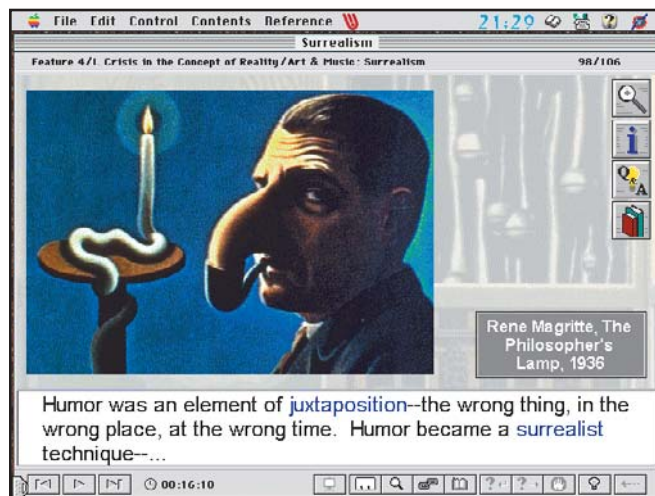 File Edit Control Contents Reference 21:29
Surrealism
Feature 4/I. Crisis in the Concept of Reality/Art & Music: Surrealism 98/106
i
Q A
Rene Magritte, The
Philosopher's
Lamp, 1936
Humor was an element of juxtaposition--the wrong thing, in the
wrong place, at the wrong time. Humor became a surrealist
technique--...
00:16:10